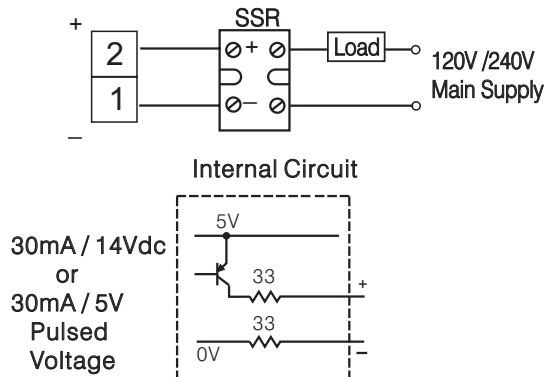 SSR
+
2
+
Load
120V /240V
Main Supply
1
–
–
Internal Circuit
5V
30mA / 14Vdc
or
30mA / 5V
Pulsed
Voltage
33
+
33
0V
–